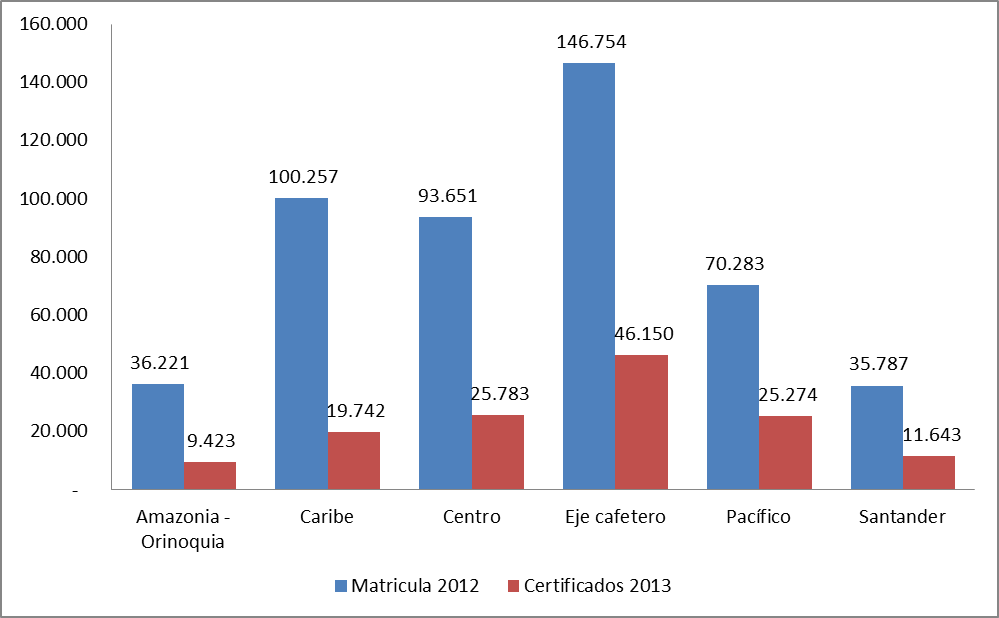 160.000
140.000
120.000
100.000
80.000
60.000
40.000
20.000
-
36.221
9.423
100.257
19.742
93.651
25.783
146.754
46.150
70.283
25.274
35.787
11.643
Amazonia -
Orinoquia
Caribe
Centro
Eje cafetero
Pacífico
Santander
Matricula 2012
Certificados 2013